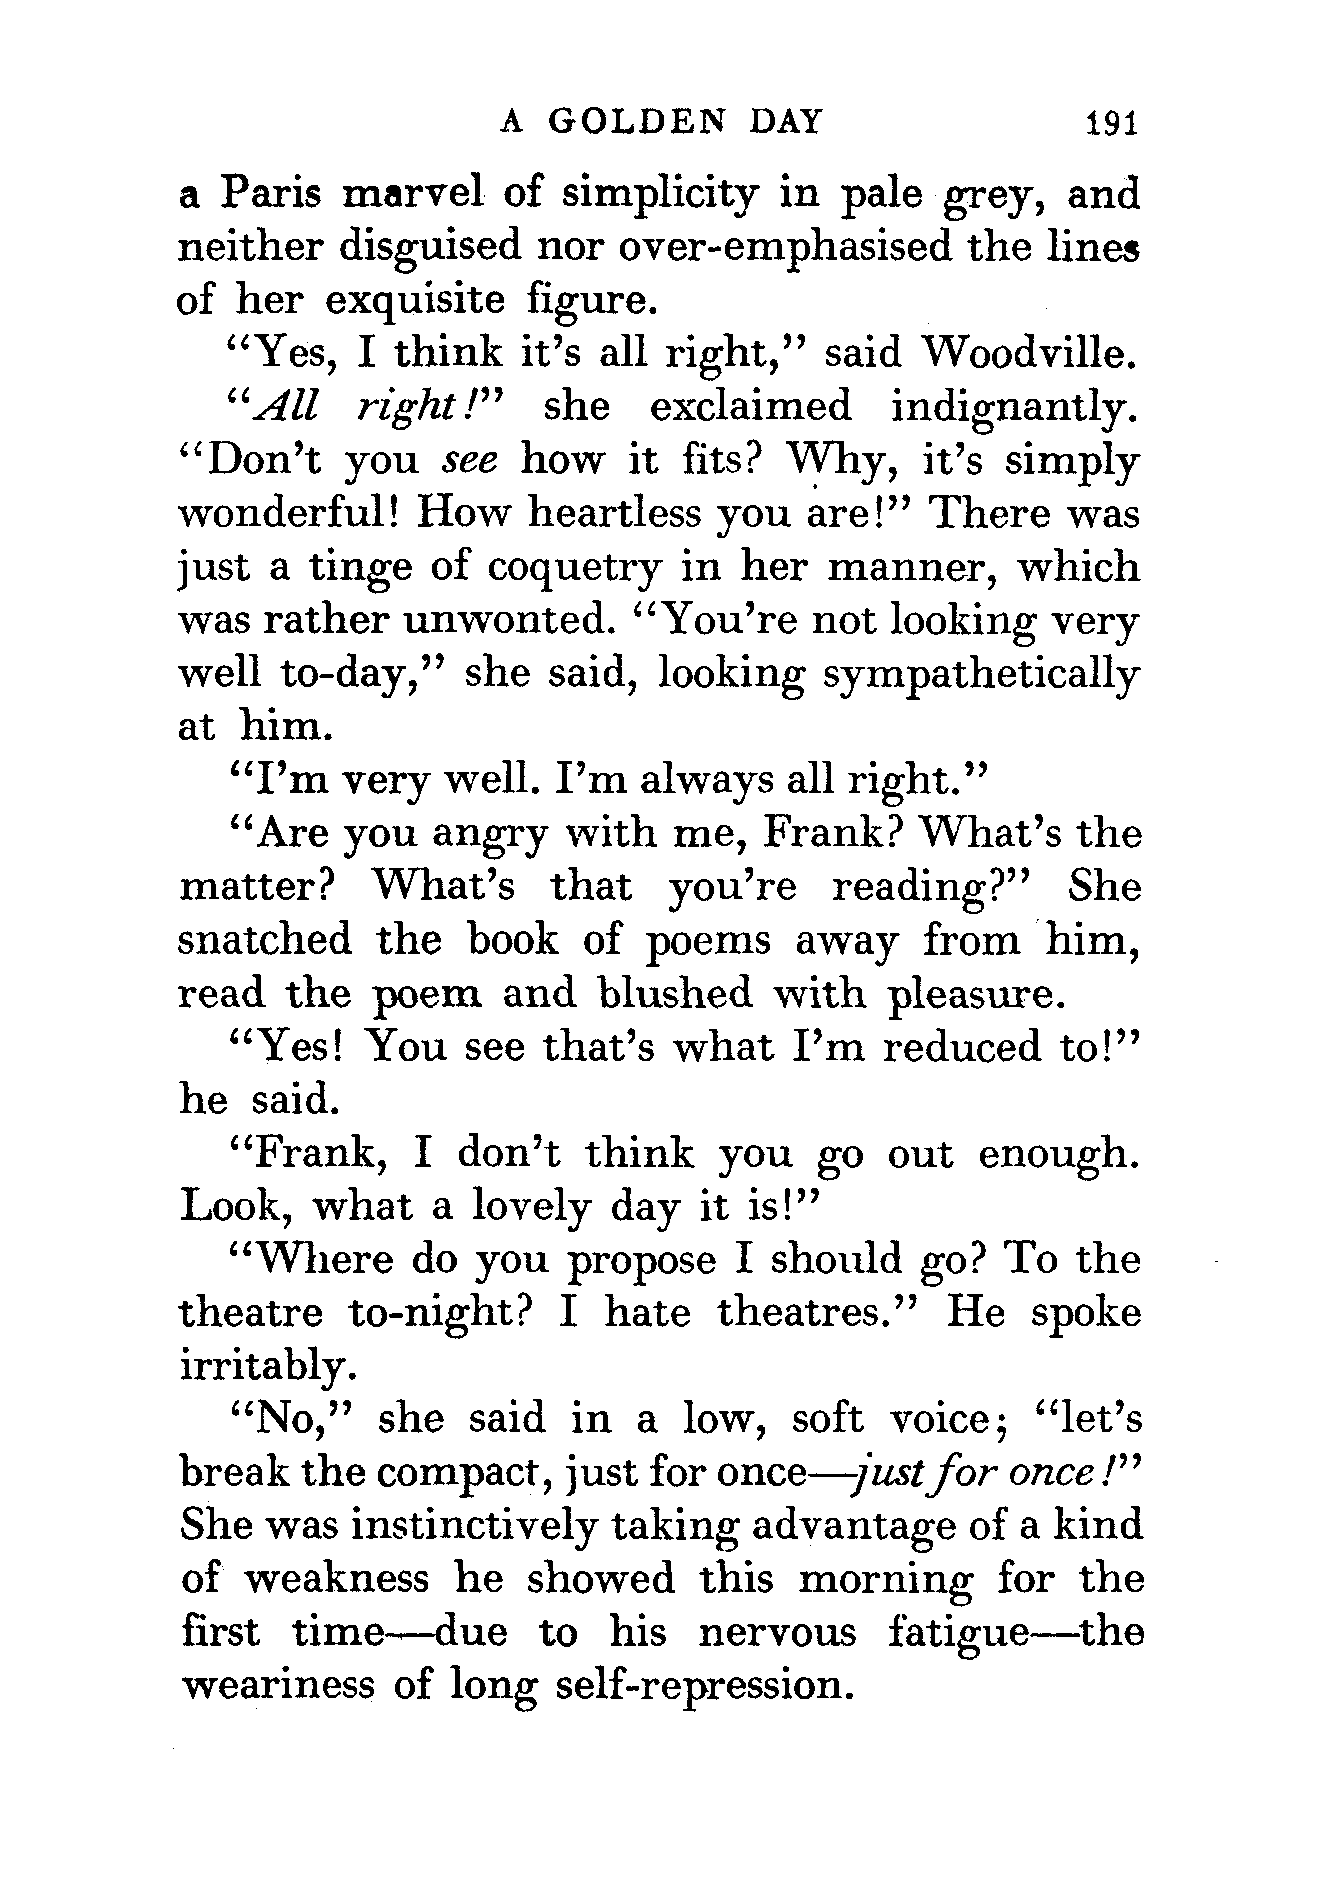 A GOLDEN DAY 191
a Paris marvel of simplicity in pale grey, and
neither disguised nor over-emphasised the lines
of her exquisite figure.
“Yes, I think it’s all right,” said Woodville.
“All right!” she exclaimed indignantly.
“Don’t you see how it fits? Why, it’s simply
wonderful! How heartless you are!” There was
just a tinge of coquetry in her manner, which
was rather unwonted. “You’re not looking very
well to-day,” she said, looking sympathetically
at him.
“I’m very well. I’m always all right.”
“Are you angry with me, Frank? What’s the
matter? What’s that you’re reading?” She
snatched the book of poems away from him,
read the poem and blushed with pleasure.
“Yes! You see that’s what I’m reduced to!”
he said.
“Frank, I don’t think you go out enough.
Look, what a lovely day it is!”
“Where do you propose I should go? To the
theatre to-night? I hate theatres.” He spoke
irritably.
“No,” she said in a low, soft voice; “let’s
break the compact, just for once—just for once!”
She was instinctively taking advantage of a kind
of weakness he showed this morning for the
first time—due to his nervous fatigue—the
weariness of long self-repression.